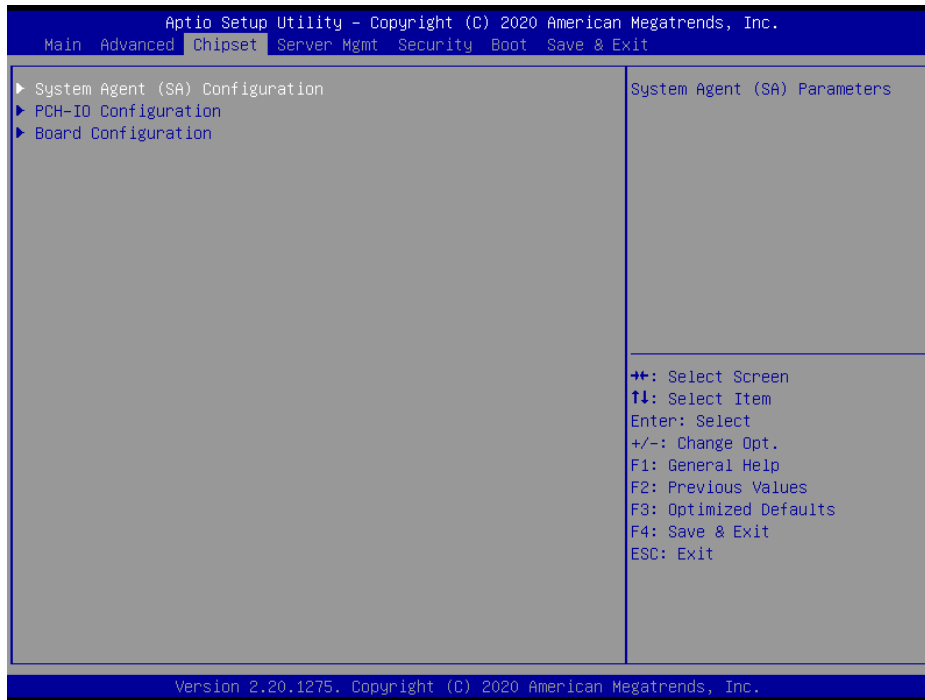 Aptio Setup Utility – Copyright (C) 2020 American Megatrends, Inc.
Main Advanced Chipset Server Mgmt Security Boot Save & Exit
▶ System Agent (SA) Configuration
▶ PCH-IO Configuration
▶ Board Configuration
System Agent (SA) Parameters
→←: Select Screen
↑↓: Select Item
Enter: Select
+/-: Change Opt.
F1: General Help
F2: Previous Values
F3: Optimized Defaults
F4: Save & Exit
ESC: Exit
Version 2.20.1275. Copyright (C) 2020 American Megatrends, Inc.